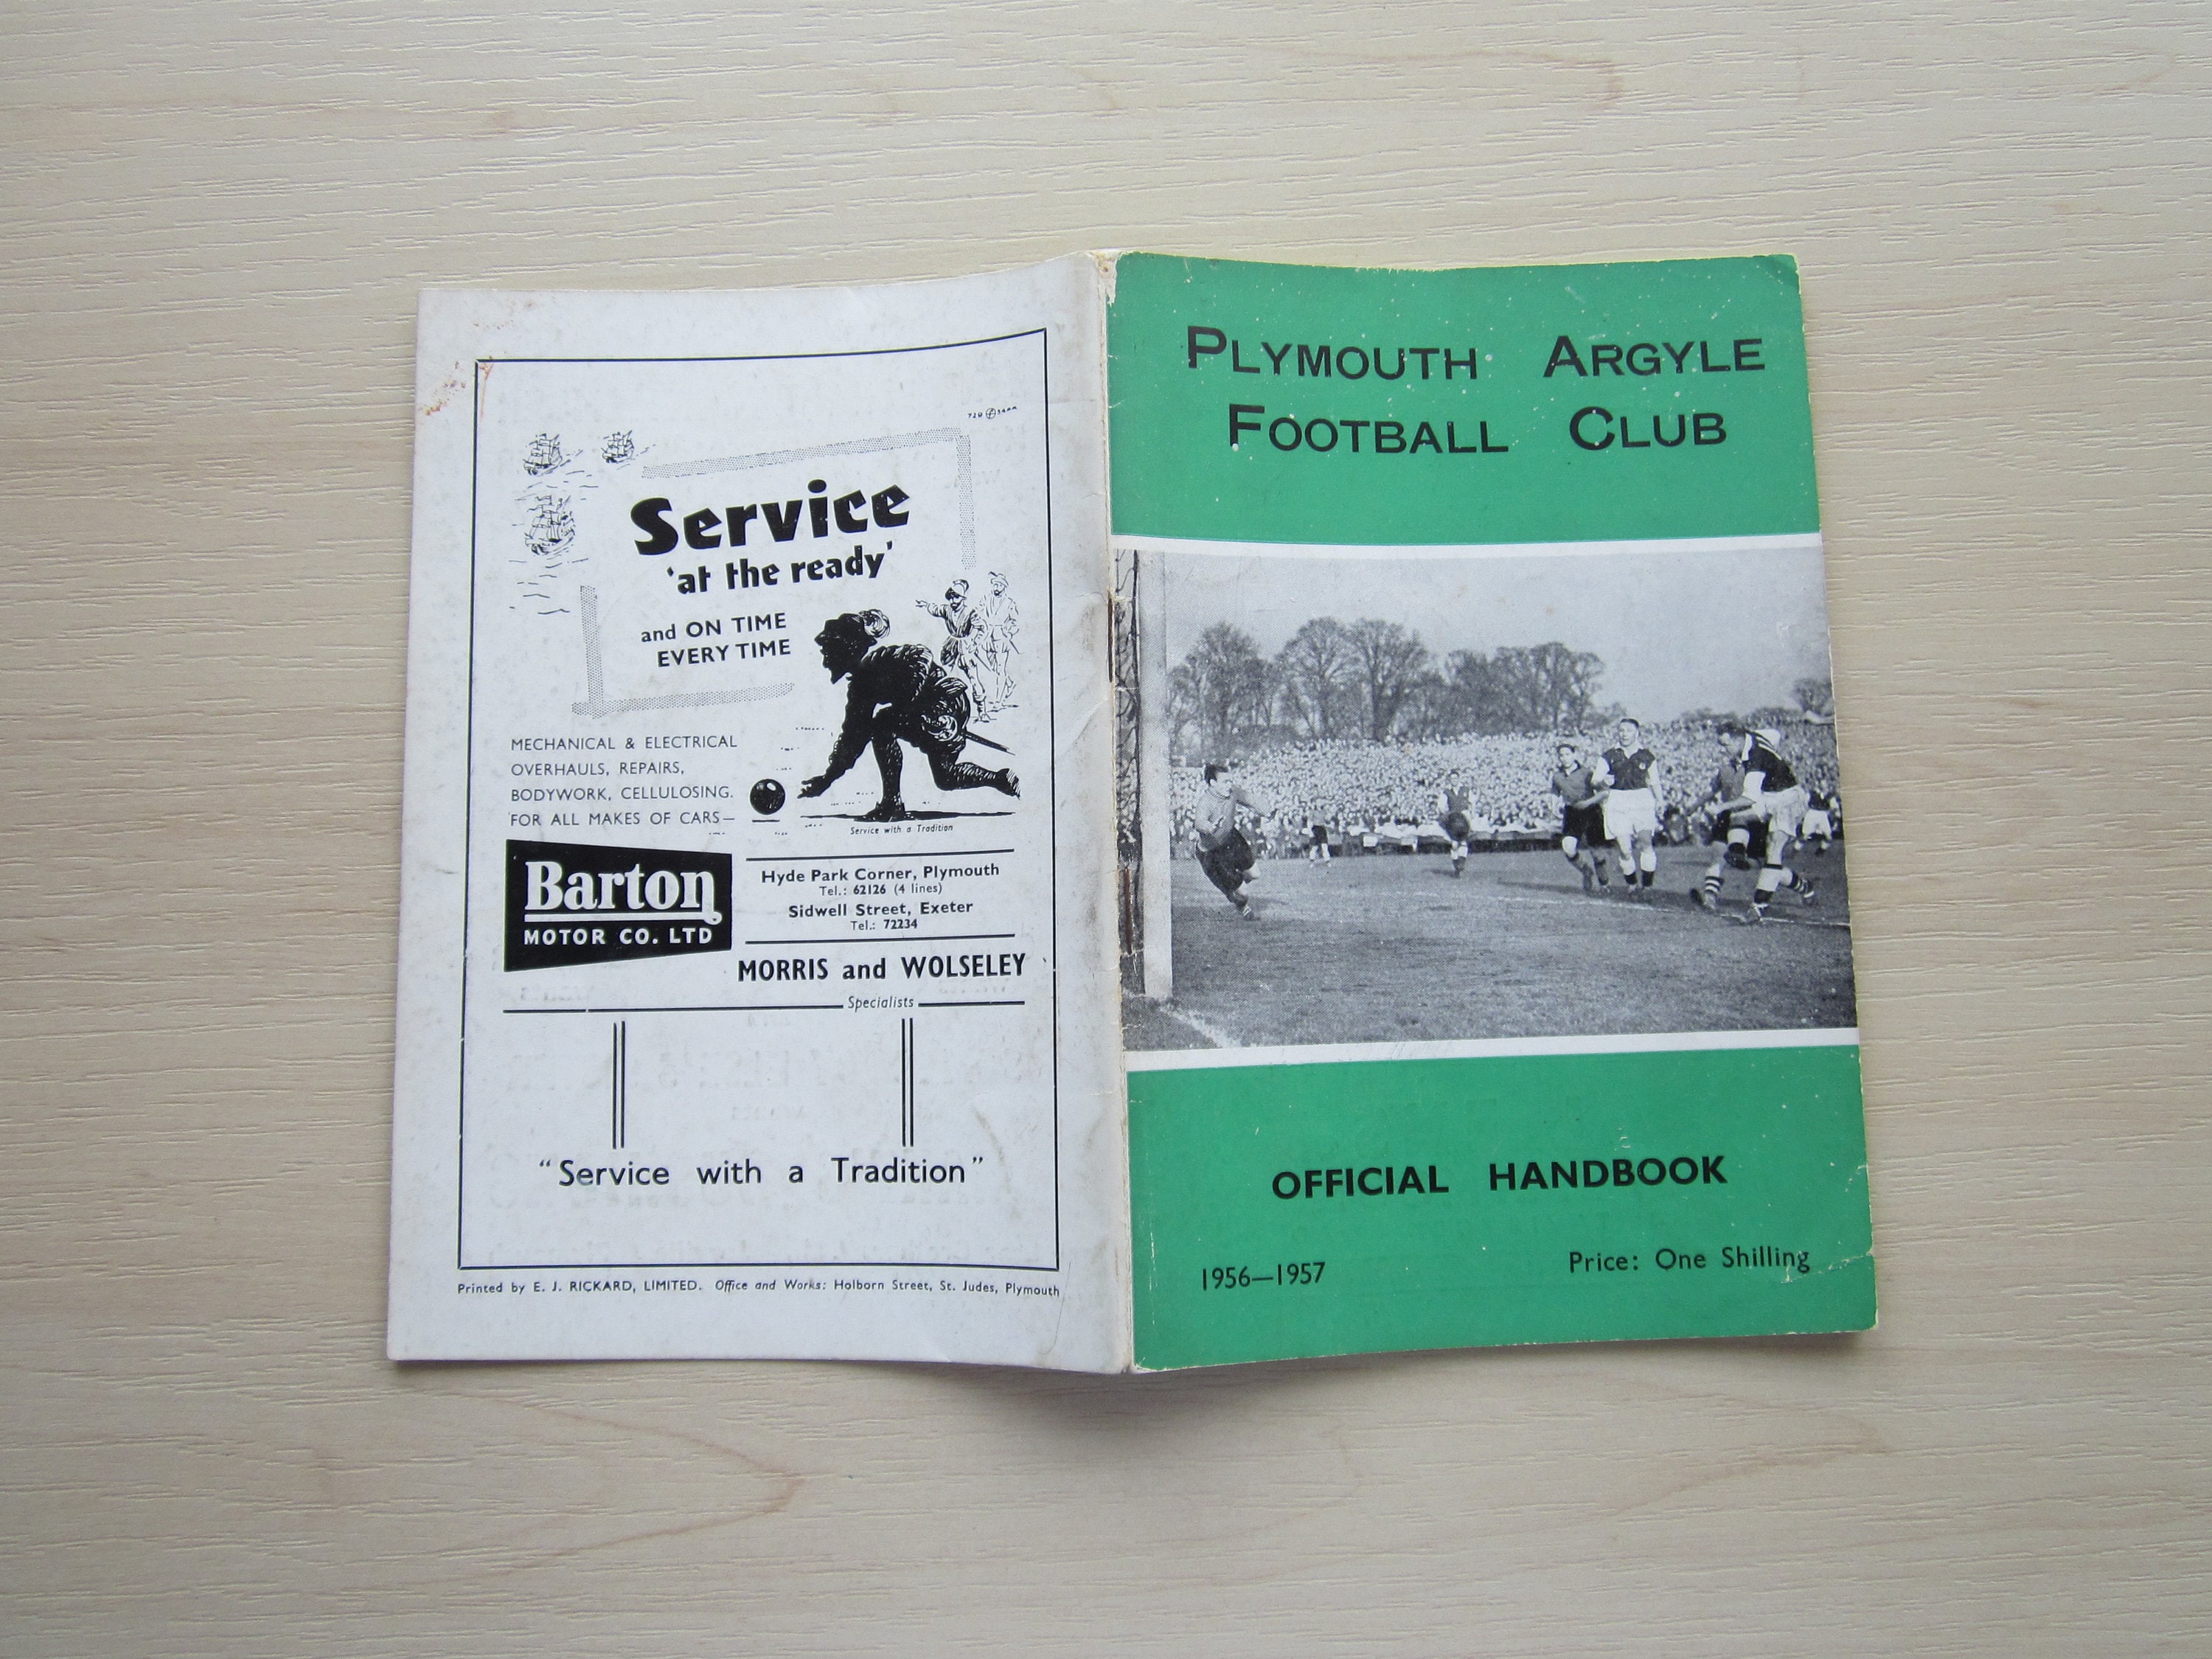 Service
'at the ready'
and ON TIME
EVERY TIME
MECHANICAL & ELECTRICAL
OVERHAULS, REPAIRS,
BODYWORK, CELLULOSING.
FOR ALL MAKES OF CARS—
Service with a Tradition
Barton
MOTOR CO. LTD
Hyde Park Corner, Plymouth
Tel.: 62126 (4 lines)
Sidwell Street, Exeter
Tel.: 72234
MORRIS and WOLSELEY
Specialists
"Service with a Tradition"
Printed by E. J. RICKARD, LIMITED. Office and Works: Holborn Street, St. Judes, Plymouth
PLYMOUTH ARGYLE
FOOTBALL CLUB
OFFICIAL HANDBOOK
1956—1957
Price: One Shilling